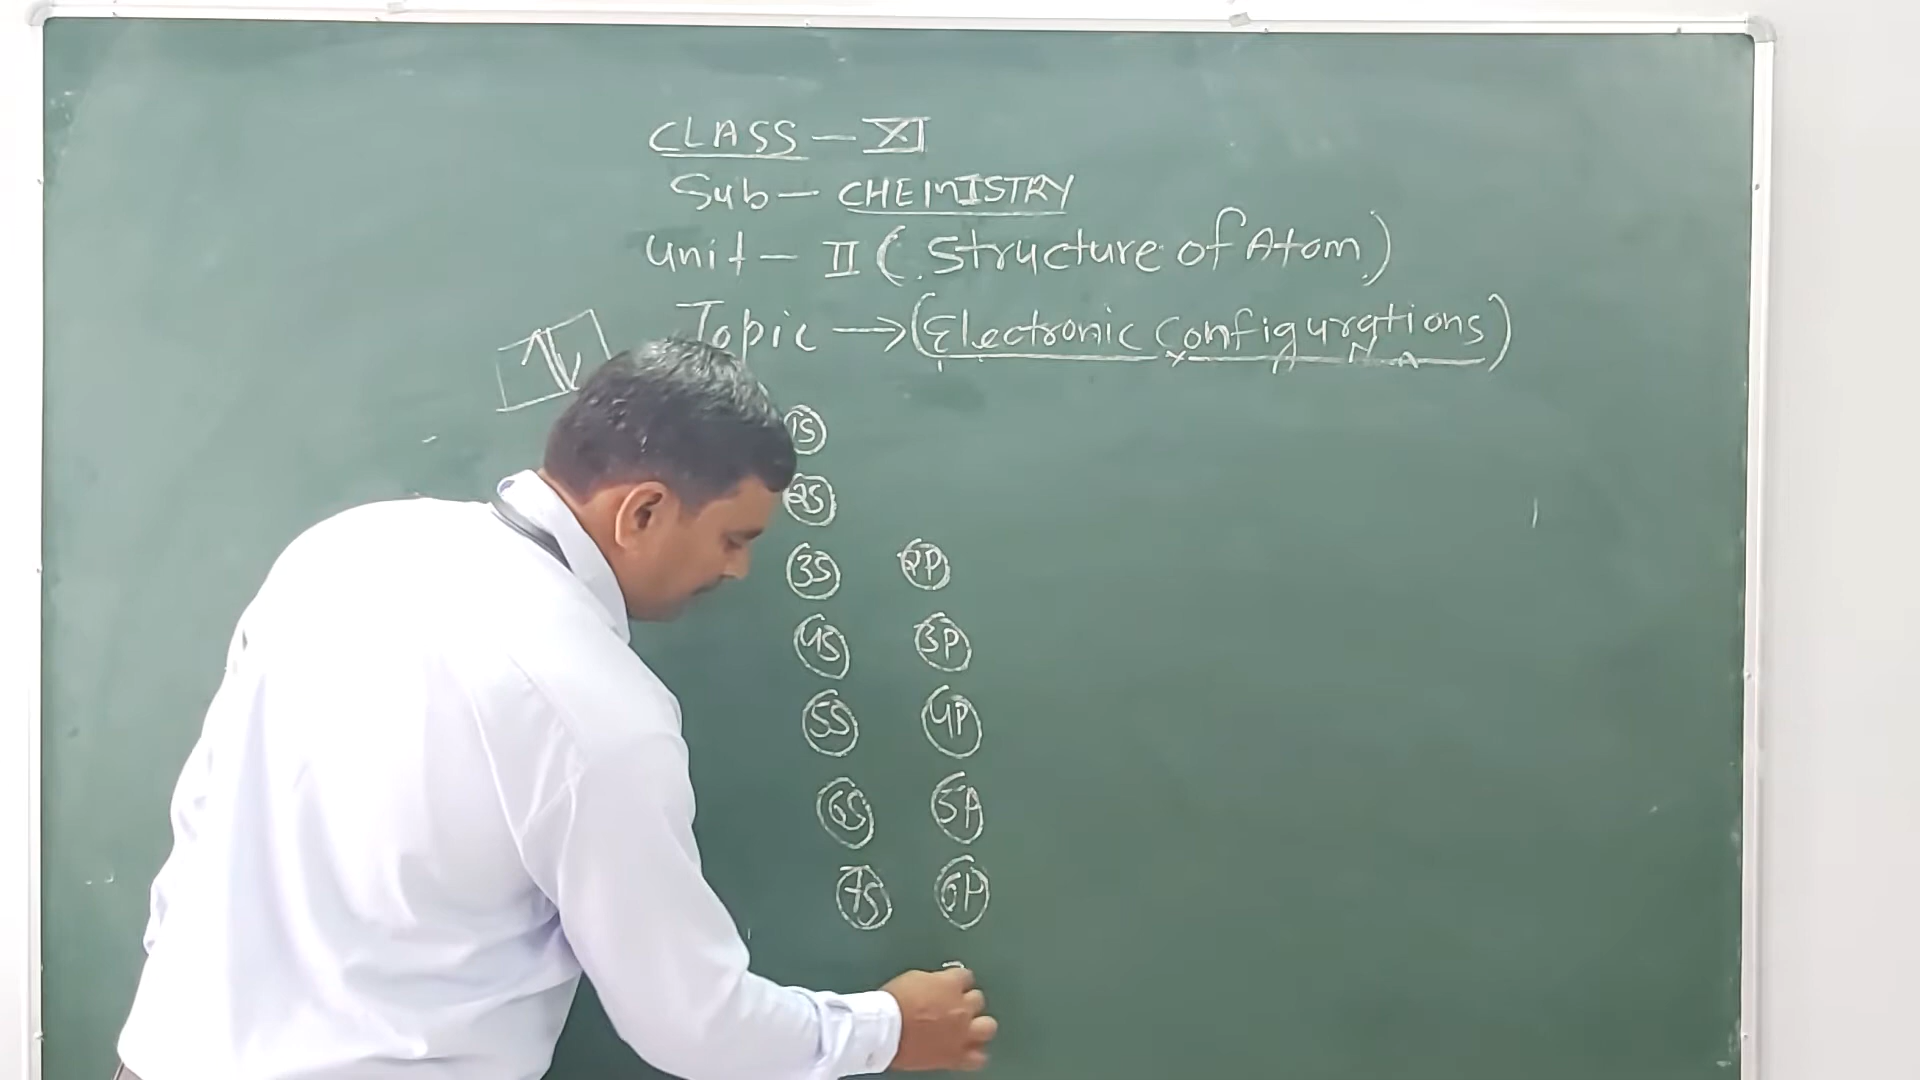 CLASS — XI
Sub — CHEMISTRY
Unit — II (Structure of Atom)
Topic → (Electronic Configurations)
1S
2S
3S 2P
4S 3P
5S 4P
6S 5P
7S 6P